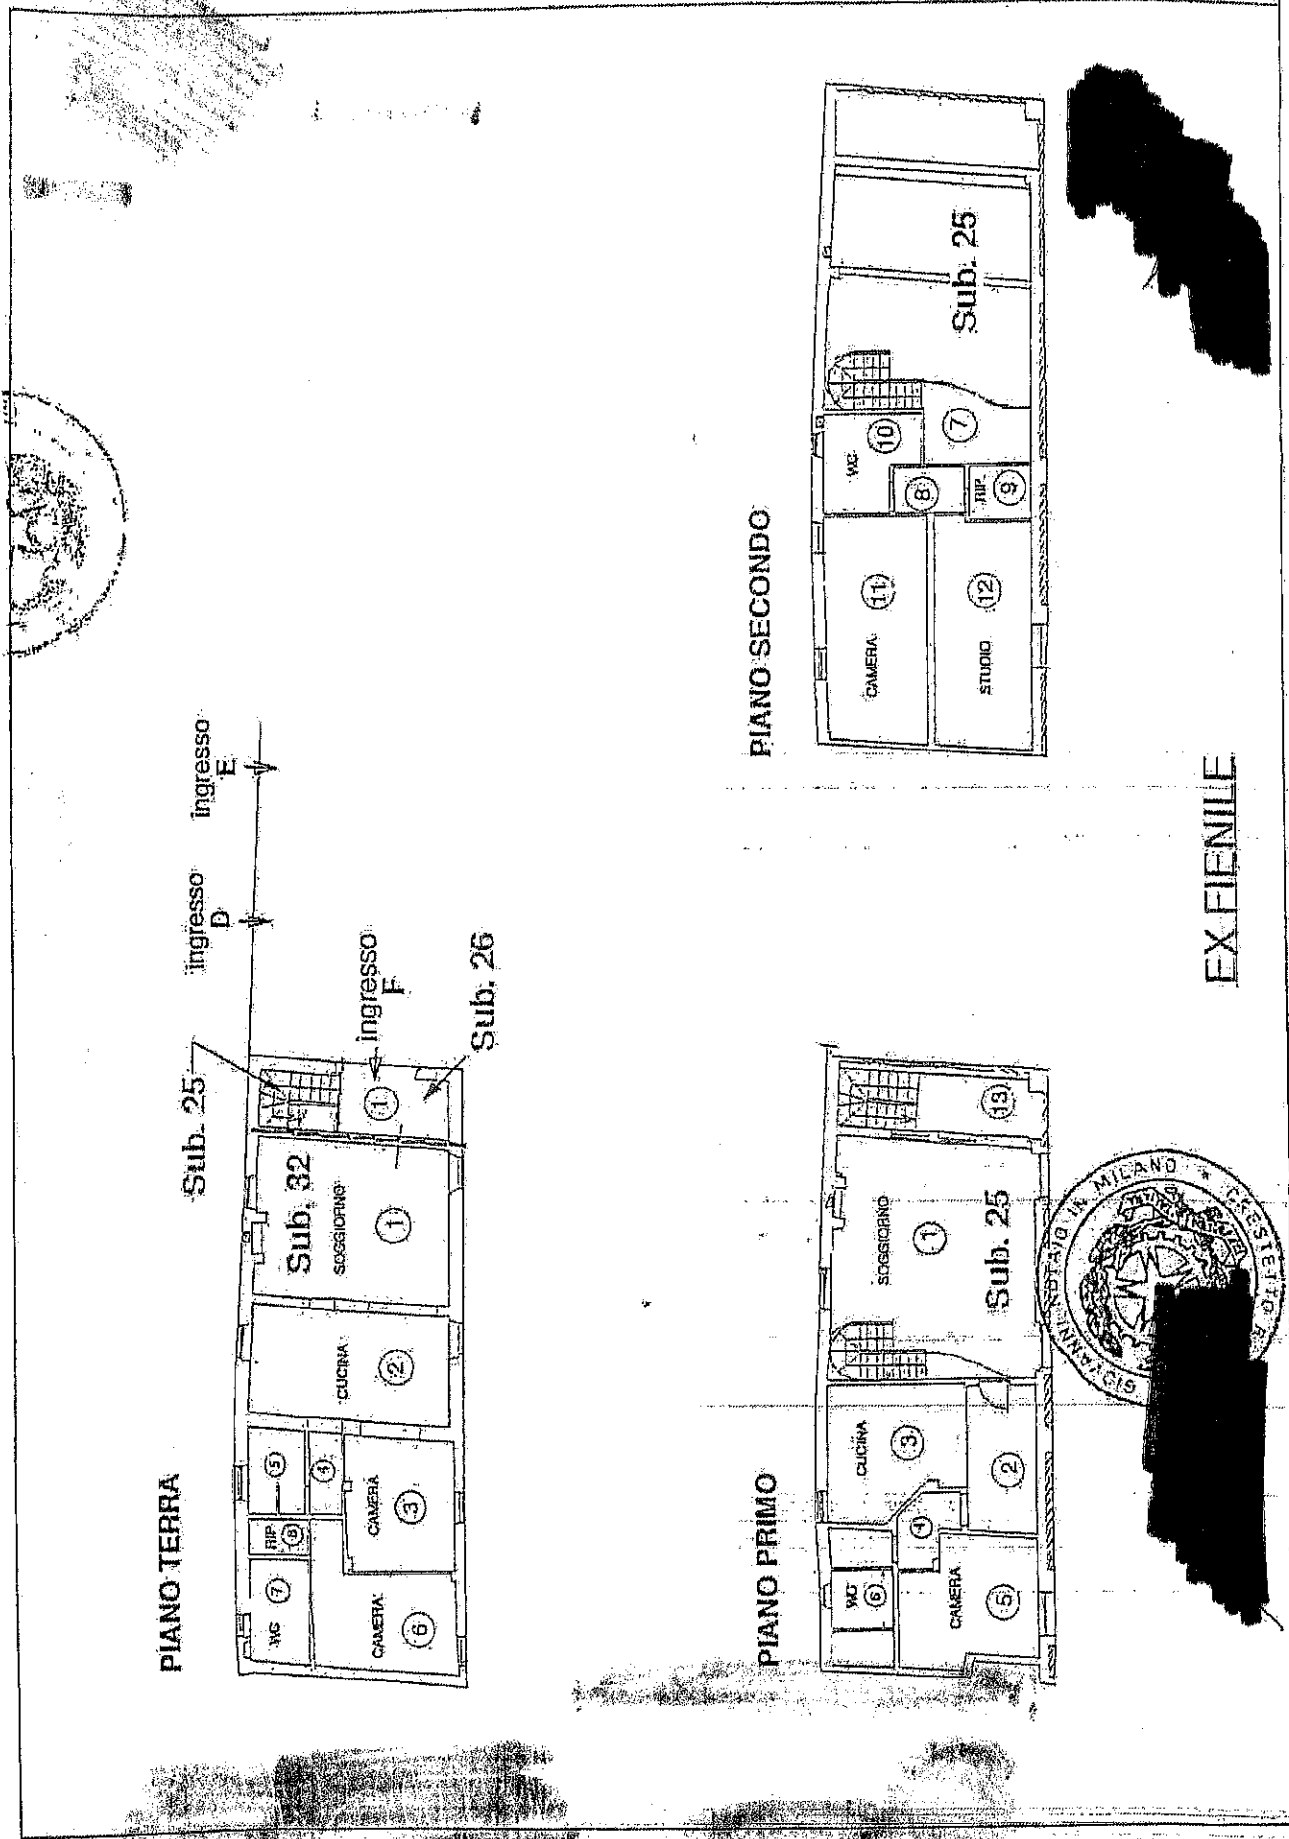 PIANO TERRA
Sub. 25
ingresso
D
ingresso
E
WC
7
RIP.
8
5
4
CAMERA
6
CAMERA
3
CUCINA
2
Sub. 32
SOGGIORNO
1
1
ingresso
F
Sub. 26
PIANO PRIMO
WC
6
4
CAMERA
5
CUCINA
3
2
SOGGIORNO
1
Sub. 25
13
PIANO SECONDO
CAMERA
11
STUDIO
12
WC
10
8
RIP.
9
7
Sub. 25
EX FIENILE
GIOVANNI NOTAIO IN MILANO *